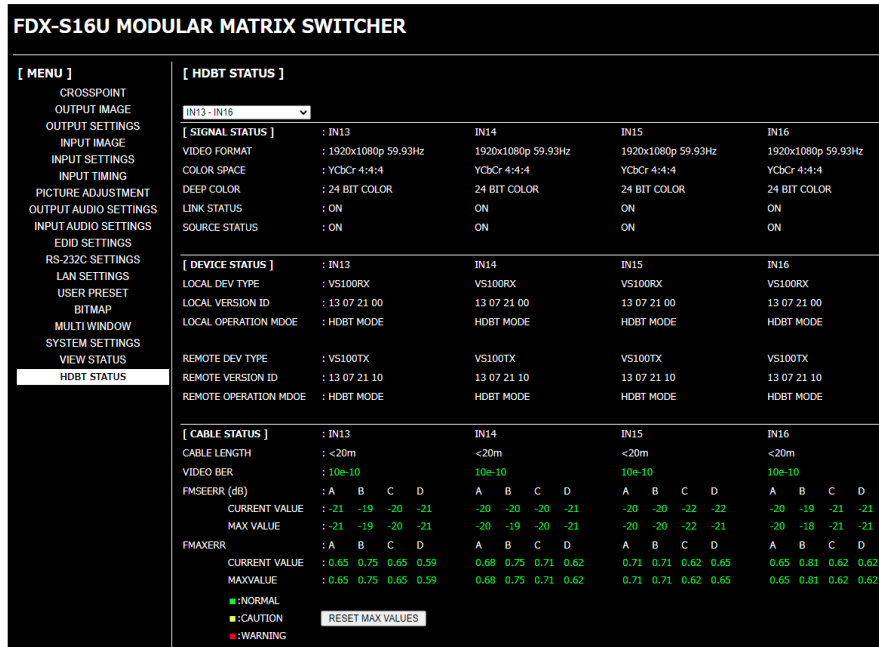 FDX-S16U MODULAR MATRIX SWITCHER
[ MENU ]
CROSSPOINT
OUTPUT IMAGE
OUTPUT SETTINGS
INPUT IMAGE
INPUT SETTINGS
INPUT TIMING
PICTURE ADJUSTMENT
OUTPUT AUDIO SETTINGS
INPUT AUDIO SETTINGS
EDID SETTINGS
RS-232C SETTINGS
LAN SETTINGS
USER PRESET
BITMAP
MULTI WINDOW
SYSTEM SETTINGS
VIEW STATUS
HDBT STATUS
[ HDBT STATUS ]
IN13 - IN16
[ SIGNAL STATUS ] : IN13 IN14 IN15 IN16
VIDEO FORMAT : 1920x1080p 59.93Hz 1920x1080p 59.93Hz 1920x1080p 59.93Hz 1920x1080p 59.93Hz
COLOR SPACE : YCbCr 4:4:4 YCbCr 4:4:4 YCbCr 4:4:4 YCbCr 4:4:4
DEEP COLOR : 24 BIT COLOR 24 BIT COLOR 24 BIT COLOR 24 BIT COLOR
LINK STATUS : ON ON ON ON
SOURCE STATUS : ON ON ON ON
[ DEVICE STATUS ] : IN13 IN14 IN15 IN16
LOCAL DEV TYPE : VS100RX VS100RX VS100RX VS100RX
LOCAL VERSION ID : 13 07 21 00 13 07 21 00 13 07 21 00 13 07 21 00
LOCAL OPERATION MDOE : HDBT MODE HDBT MODE HDBT MODE HDBT MODE
REMOTE DEV TYPE : VS100TX VS100TX VS100TX VS100TX
REMOTE VERSION ID : 13 07 21 10 13 07 21 10 13 07 21 10 13 07 21 10
REMOTE OPERATION MDOE : HDBT MODE HDBT MODE HDBT MODE HDBT MODE
[ CABLE STATUS ] : IN13 IN14 IN15 IN16
CABLE LENGTH : <20m <20m <20m <20m
VIDEO BER : 10e-10 10e-10 10e-10 10e-10
FMSEERR (dB) : A B C D A B C D A B C D A B C D
CURRENT VALUE : -21 -19 -20 -21 -20 -20 -20 -21 -20 -20 -22 -22 -20 -19 -21 -21
MAX VALUE : -21 -19 -20 -21 -20 -19 -20 -21 -20 -20 -22 -21 -20 -18 -21 -21
FMAXERR : A B C D A B C D A B C D A B C D
CURRENT VALUE : 0.65 0.75 0.65 0.59 0.68 0.75 0.71 0.62 0.71 0.71 0.62 0.65 0.65 0.81 0.62 0.62
MAXVALUE : 0.65 0.75 0.65 0.59 0.68 0.75 0.71 0.62 0.71 0.71 0.62 0.65 0.65 0.81 0.62 0.62
:NORMAL
:CAUTION RESET MAX VALUES
:WARNING